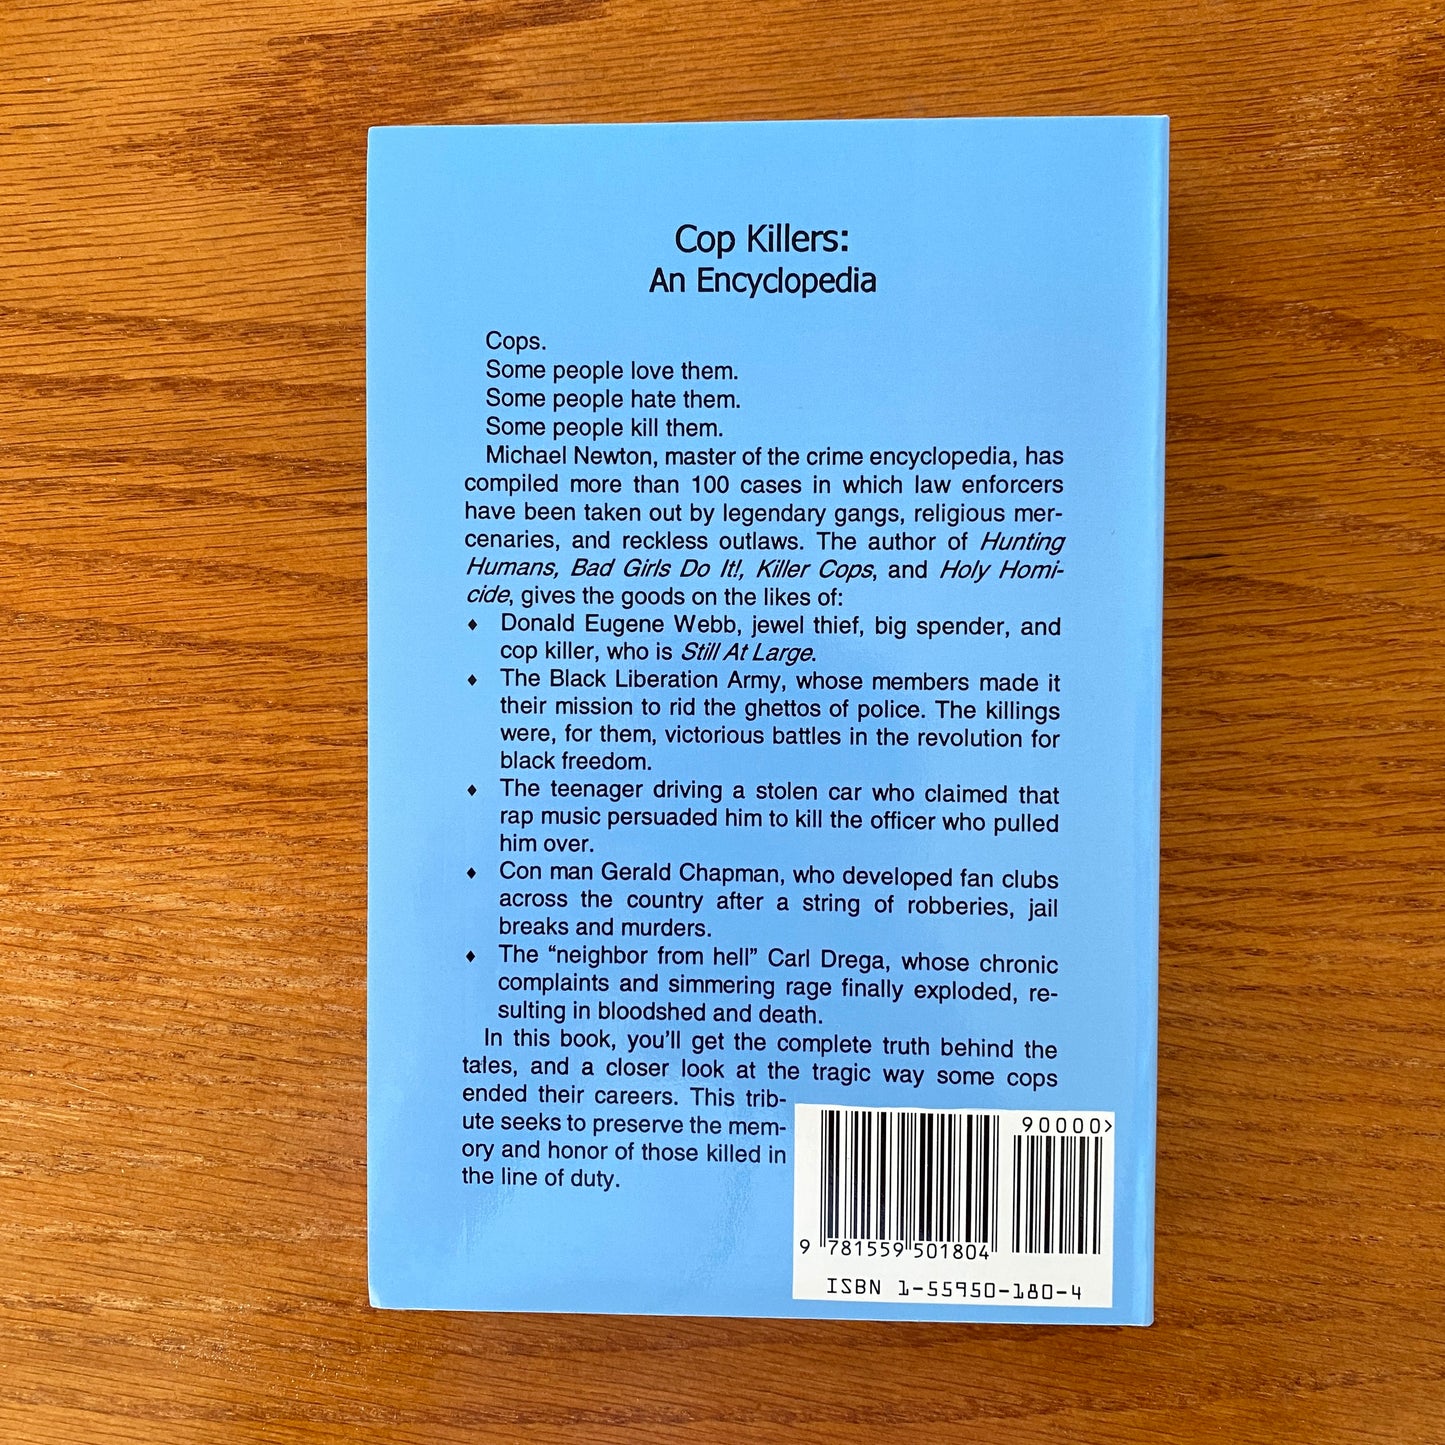 Cop Killers:
An Encyclopedia
Cops.
Some people love them.
Some people hate them.
Some people kill them.
Michael Newton, master of the crime encyclopedia, has
compiled more than 100 cases in which law enforcers
have been taken out by legendary gangs, religious mer-
cenaries, and reckless outlaws. The author of Hunting
Humans, Bad Girls Do It!, Killer Cops, and Holy Homi-
cide, gives the goods on the likes of:
♦ Donald Eugene Webb, jewel thief, big spender, and
cop killer, who is Still At Large.
♦ The Black Liberation Army, whose members made it
their mission to rid the ghettos of police. The killings
were, for them, victorious battles in the revolution for
black freedom.
♦ The teenager driving a stolen car who claimed that
rap music persuaded him to kill the officer who pulled
him over.
♦ Con man Gerald Chapman, who developed fan clubs
across the country after a string of robberies, jail
breaks and murders.
♦ The “neighbor from hell” Carl Drega, whose chronic
complaints and simmering rage finally exploded, re-
sulting in bloodshed and death.
In this book, you'll get the complete truth behind the
tales, and a closer look at the tragic way some cops
ended their careers. This trib-
ute seeks to preserve the mem-
ory and honor of those killed in
the line of duty.
90000>
9 781559 501804
ISBN 1-55950-180-4